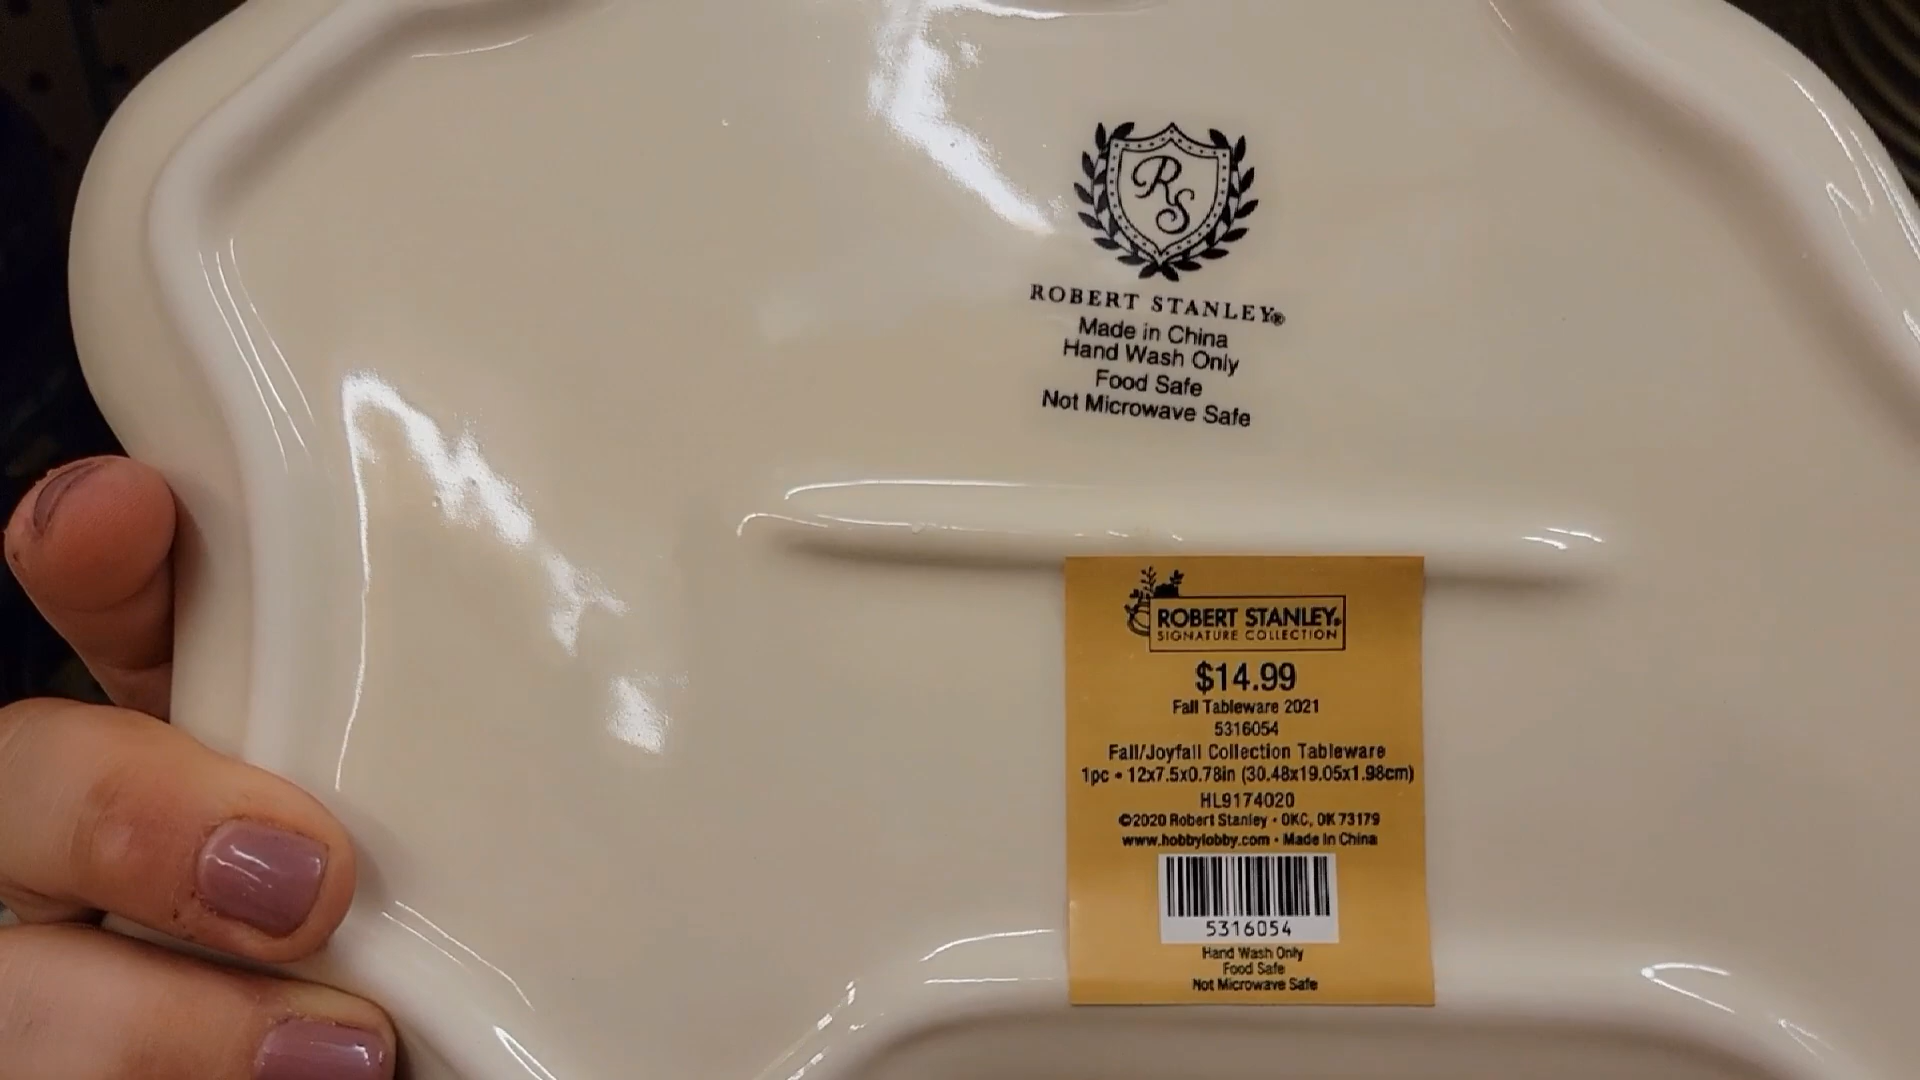 RS
ROBERT STANLEY®
Made in China
Hand Wash Only
Food Safe
Not Microwave Safe
ROBERT STANLEY®
SIGNATURE COLLECTION
$14.99
Fall Tableware 2021
5316054
Fall/Joyfall Collection Tableware
1pc • 12x7.5x0.78in (30.48x19.05x1.98cm)
HL9174020
©2020 Robert Stanley • OKC, OK 73179
www.hobbylobby.com • Made In China
5316054
Hand Wash Only
Food Safe
Not Microwave Safe